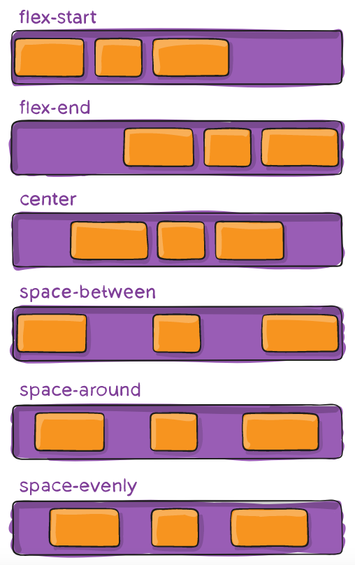 flex-start
flex-end
center
space-between
space-around
space-evenly